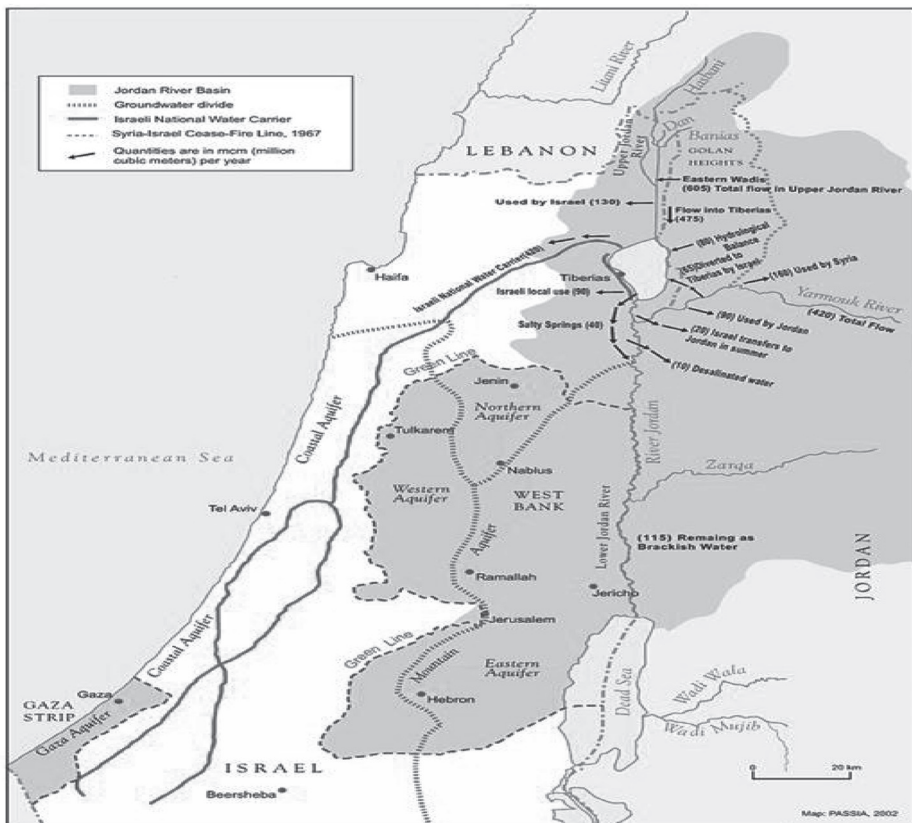 Jordan River Basin
Groundwater divide
Israeli National Water Carrier
Syria-Israel Cease-Fire Line, 1967
Quantities are in mcm (million
cubic meters) per year
Litani River
Hasbani
Dan
Banias
GOLAN
HEIGHTS
Upper Jordan
River
LEBANON
Eastern Wadis
(605) Total flow in Upper Jordan River
Used by Israel (130)
Flow into Tiberias
(475)
(80) Hydrological
Balance
(65)Diverted to
Tiberias by Israel
(160) Used by Syria
Haifa
Israeli National Water Carrier(420)
Tiberias
Israeli local use (90)
Yarmouk River
(420) Total Flow
(90) Used by Jordan
(20) Israel transfers to
Jordan in summer
Salty Springs (40)
(10) Desalinated water
Green Line
Jenin
Northern
Aquifer
Coastal Aquifer
Tulkarem
River Jordan
Mediterranean Sea
Nablus
Zarqa
Western
Aquifer
WEST
BANK
Tel Aviv
Aquifer
Lower Jordan River
(115) Remaing as
Brackish Water
Ramallah
Jericho
JORDAN
Jerusalem
Coastal Aquifer
Green Line
Mountain
Eastern
Aquifer
Dead Sea
Wadi Wala
Wadi Mujib
Gaza
GAZA
STRIP
Gaza Aquifer
Hebron
ISRAEL
Beersheba
0 20 km
Map: PASSIA, 2002